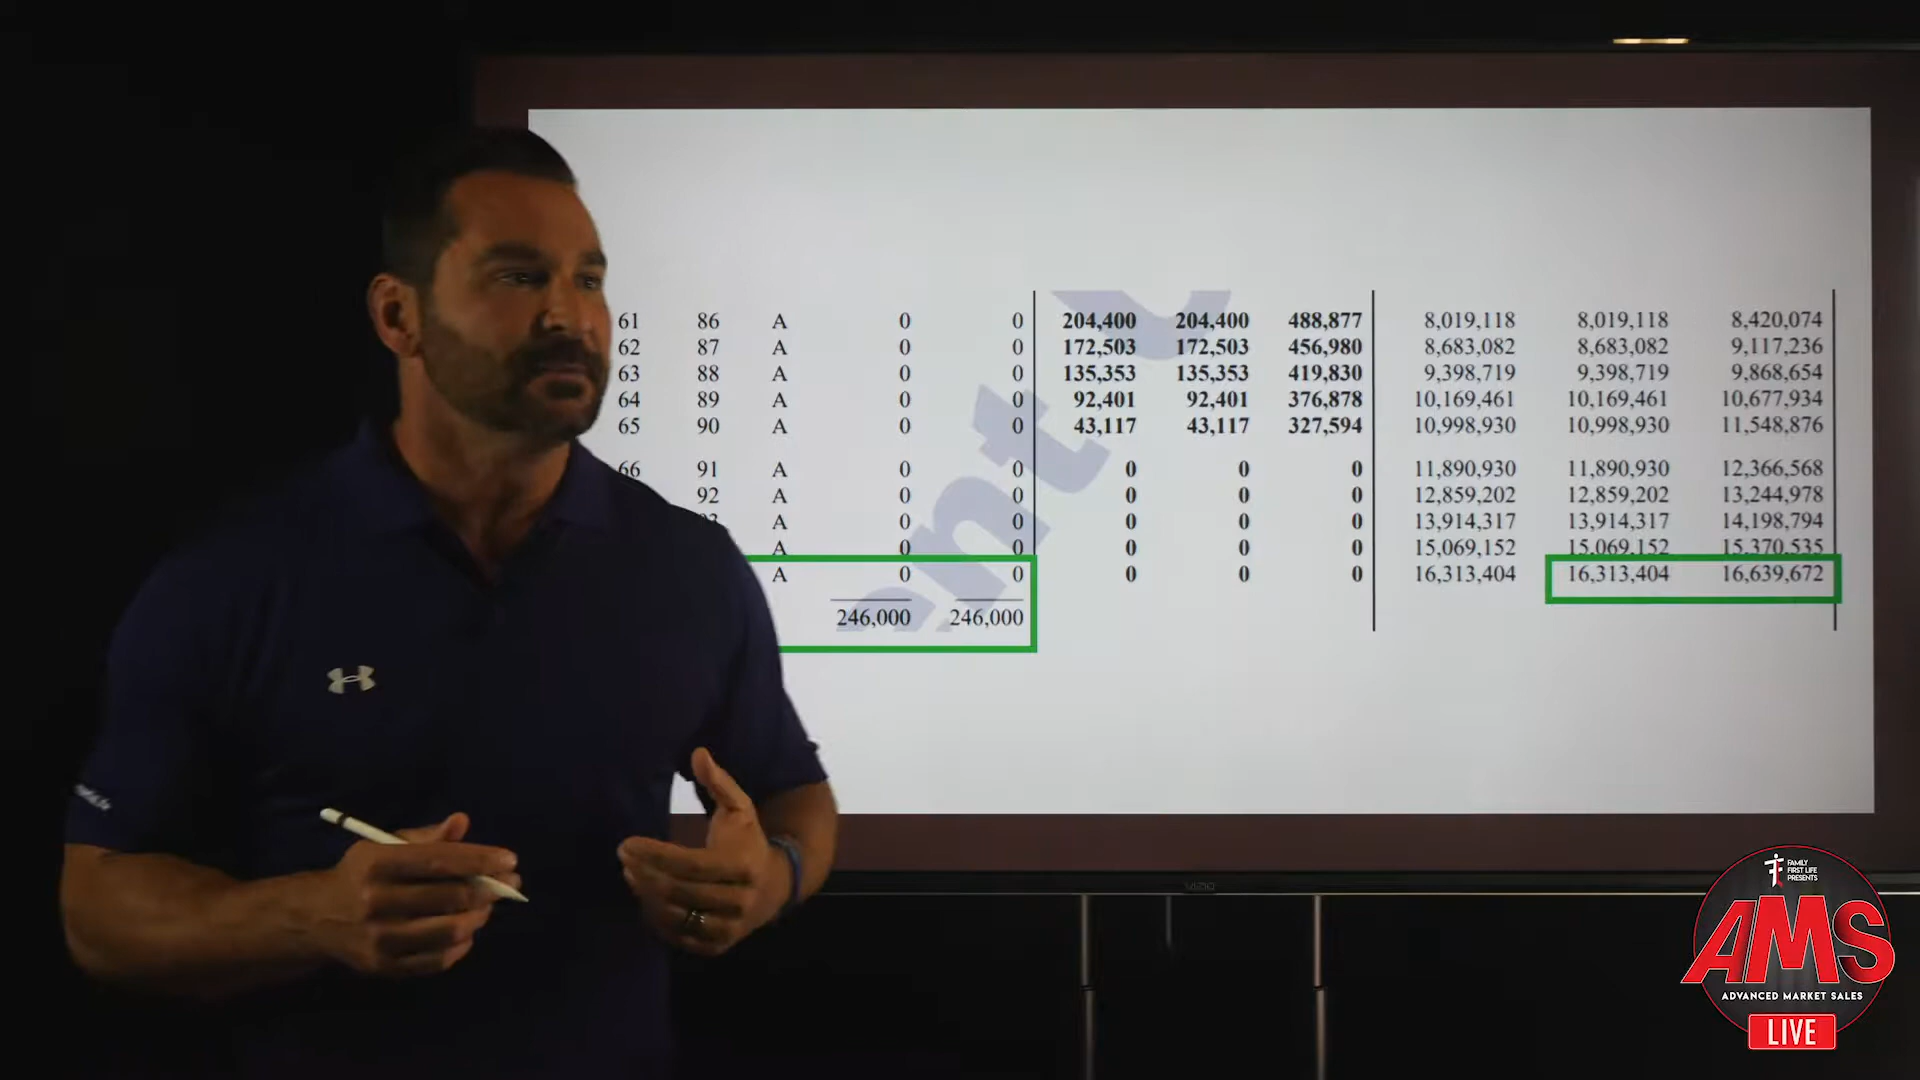 61 86 A 0 0 204,400 204,400 488,877 8,019,118 8,019,118 8,420,074
62 87 A 0 0 172,503 172,503 456,980 8,683,082 8,683,082 9,117,236
63 88 A 0 0 135,353 135,353 419,830 9,398,719 9,398,719 9,868,654
64 89 A 0 0 92,401 92,401 376,878 10,169,461 10,169,461 10,677,934
65 90 A 0 0 43,117 43,117 327,594 10,998,930 10,998,930 11,548,876
66 91 A 0 0 0 0 0 11,890,930 11,890,930 12,366,568
92 A 0 0 0 0 0 12,859,202 12,859,202 13,244,978
A 0 0 0 0 0 13,914,317 13,914,317 14,198,794
A 0 0 0 0 0 15,069,152 15,069,152 15,370,535
A 0 0 0 0 0 16,313,404 16,313,404 16,639,672
246,000 246,000
VIZIO
FAMILY
FIRST LIFE
PRESENTS
AMS
ADVANCED MARKET SALES
LIVE